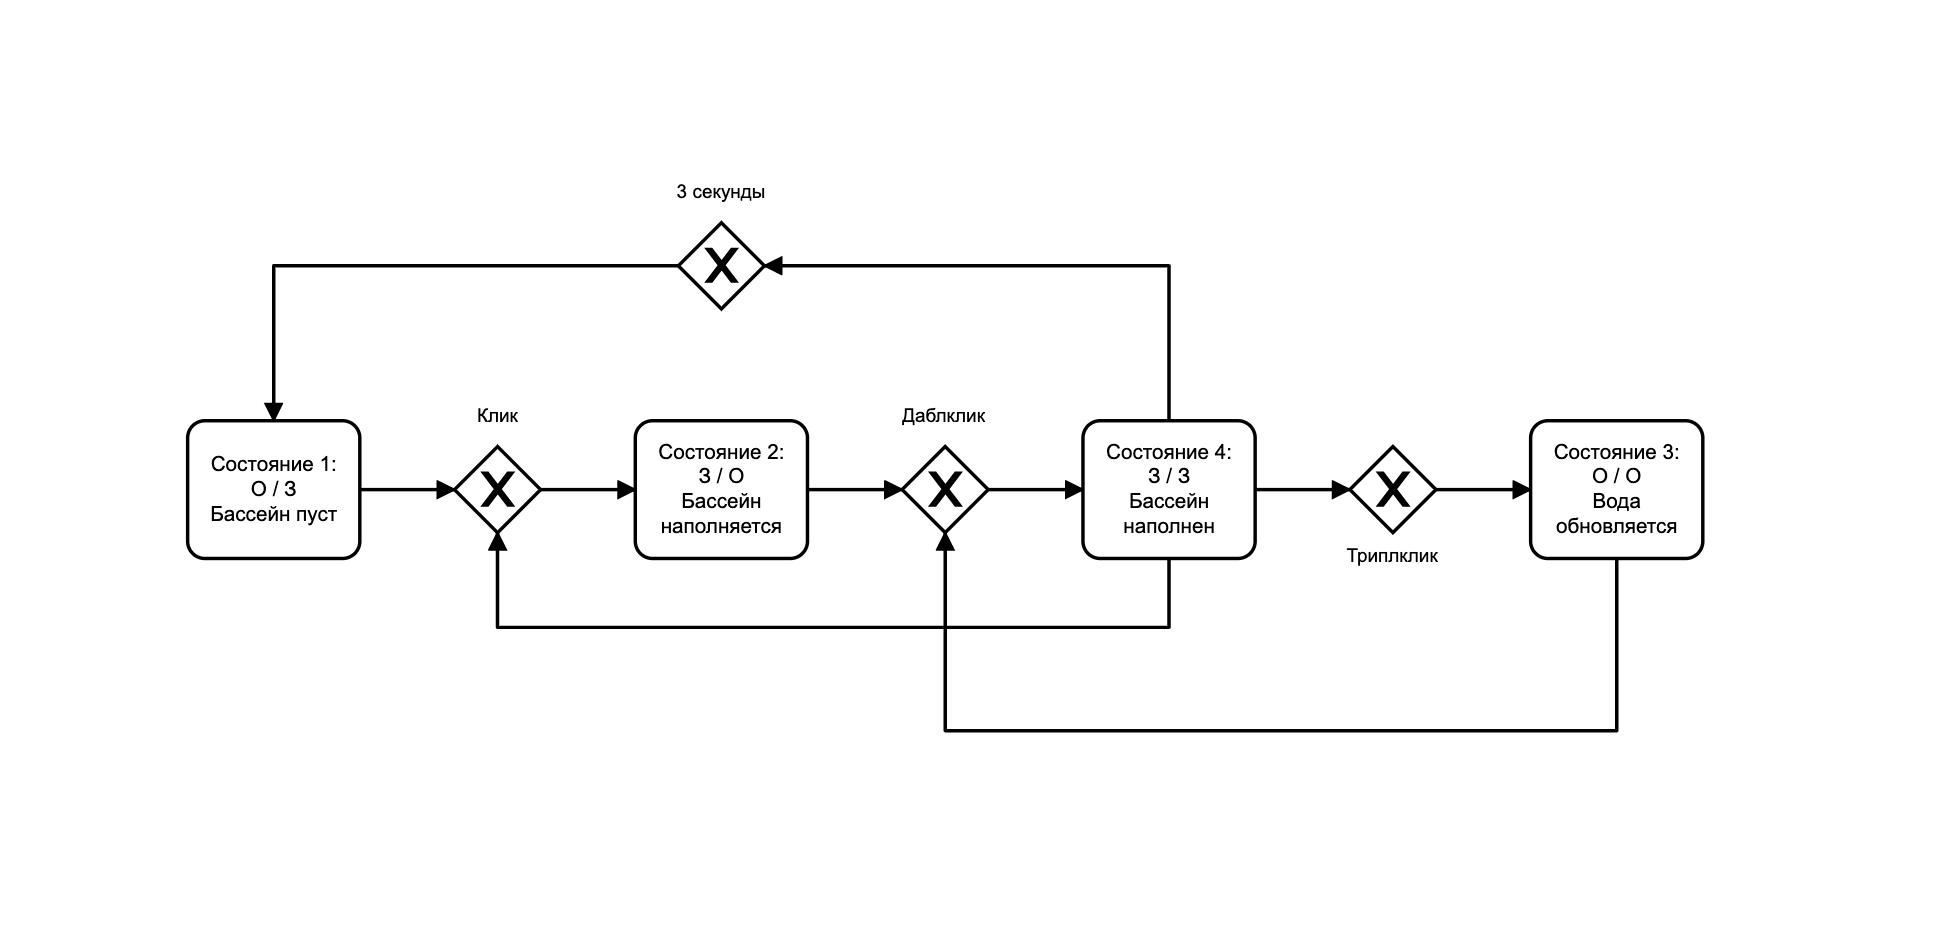 3 секунды
X
Состояние 1:
О / З
Бассейн пуст
Клик
X
Состояние 2:
З / О
Бассейн
наполняется
Даблклик
X
Состояние 4:
З / З
Бассейн
наполнен
X
Триплклик
Состояние 3:
О / О
Вода
обновляется